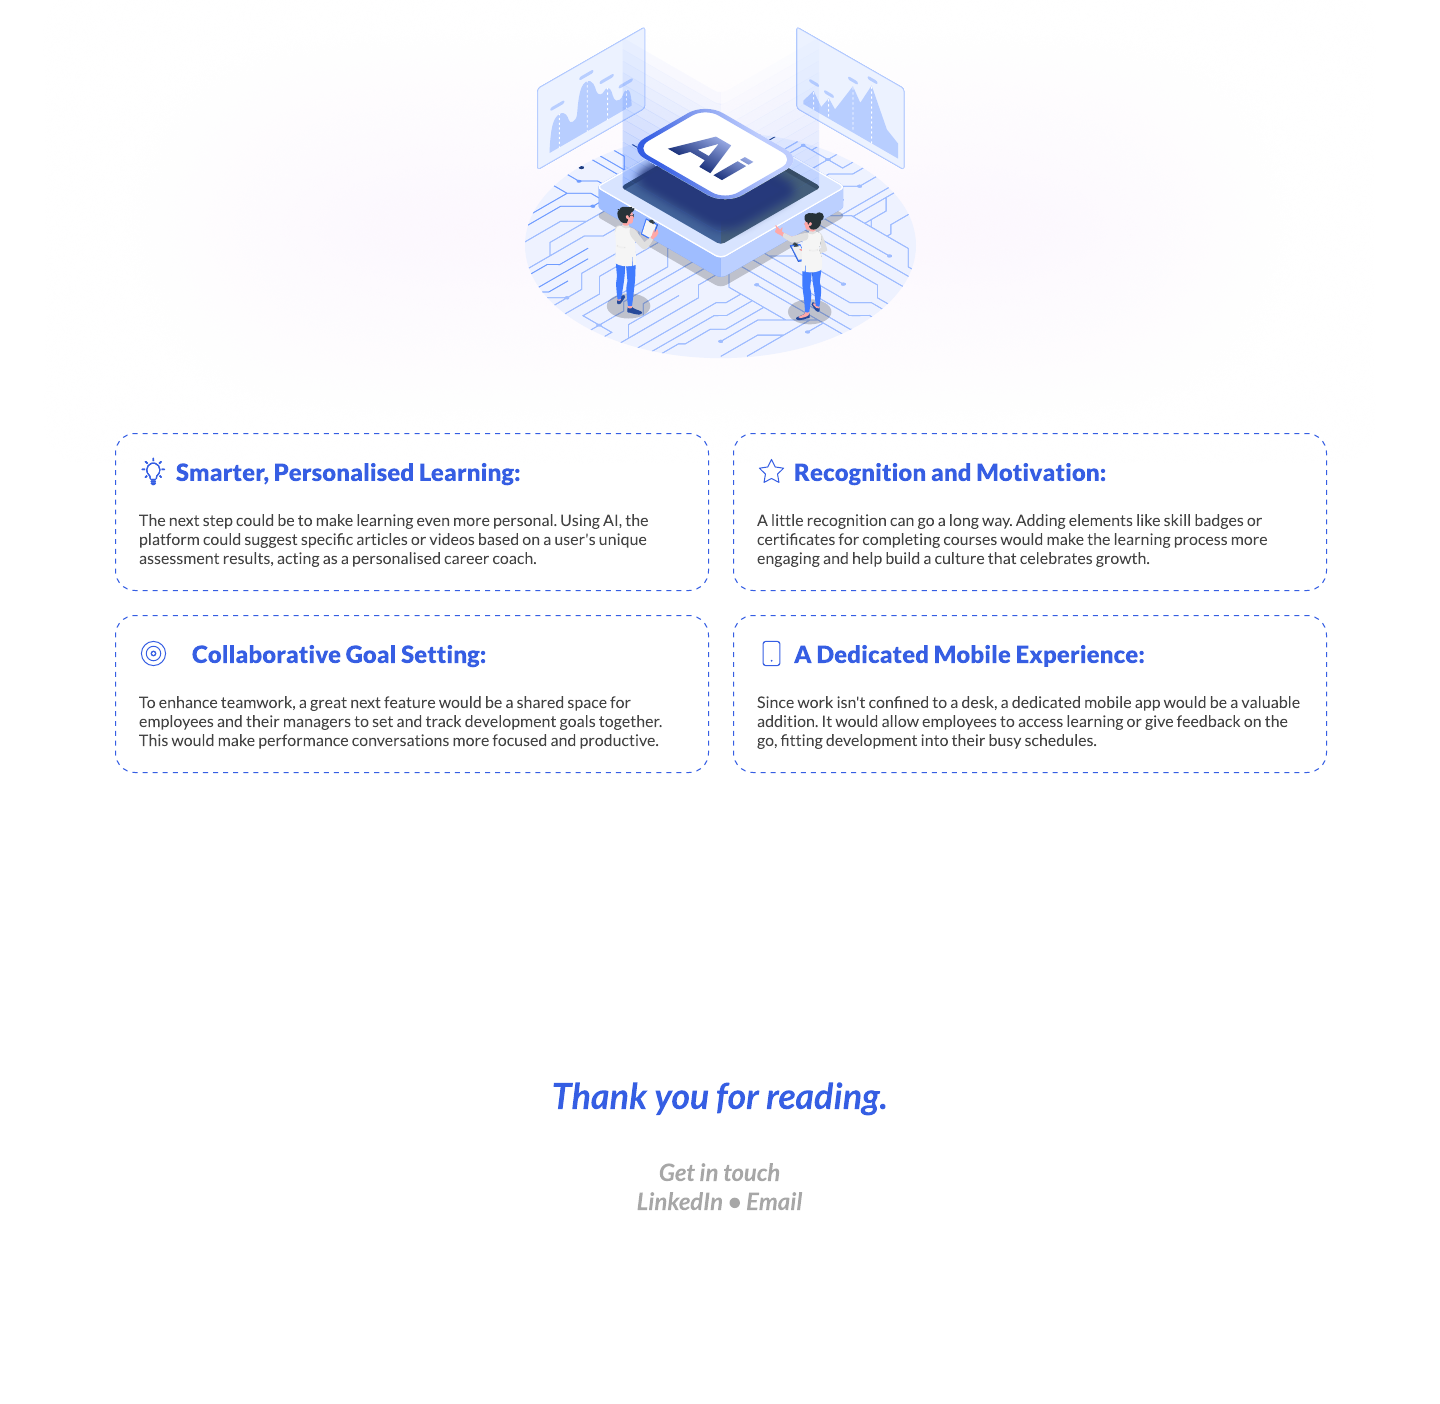 Ai
Smarter, Personalised Learning:
The next step could be to make learning even more personal. Using AI, the
platform could suggest specific articles or videos based on a user's unique
assessment results, acting as a personalised career coach.
Recognition and Motivation:
A little recognition can go a long way. Adding elements like skill badges or
certificates for completing courses would make the learning process more
engaging and help build a culture that celebrates growth.
Collaborative Goal Setting:
To enhance teamwork, a great next feature would be a shared space for
employees and their managers to set and track development goals together.
This would make performance conversations more focused and productive.
A Dedicated Mobile Experience:
Since work isn't confined to a desk, a dedicated mobile app would be a valuable
addition. It would allow employees to access learning or give feedback on the
go, fitting development into their busy schedules.
Thank you for reading.
Get in touch
LinkedIn ● Email